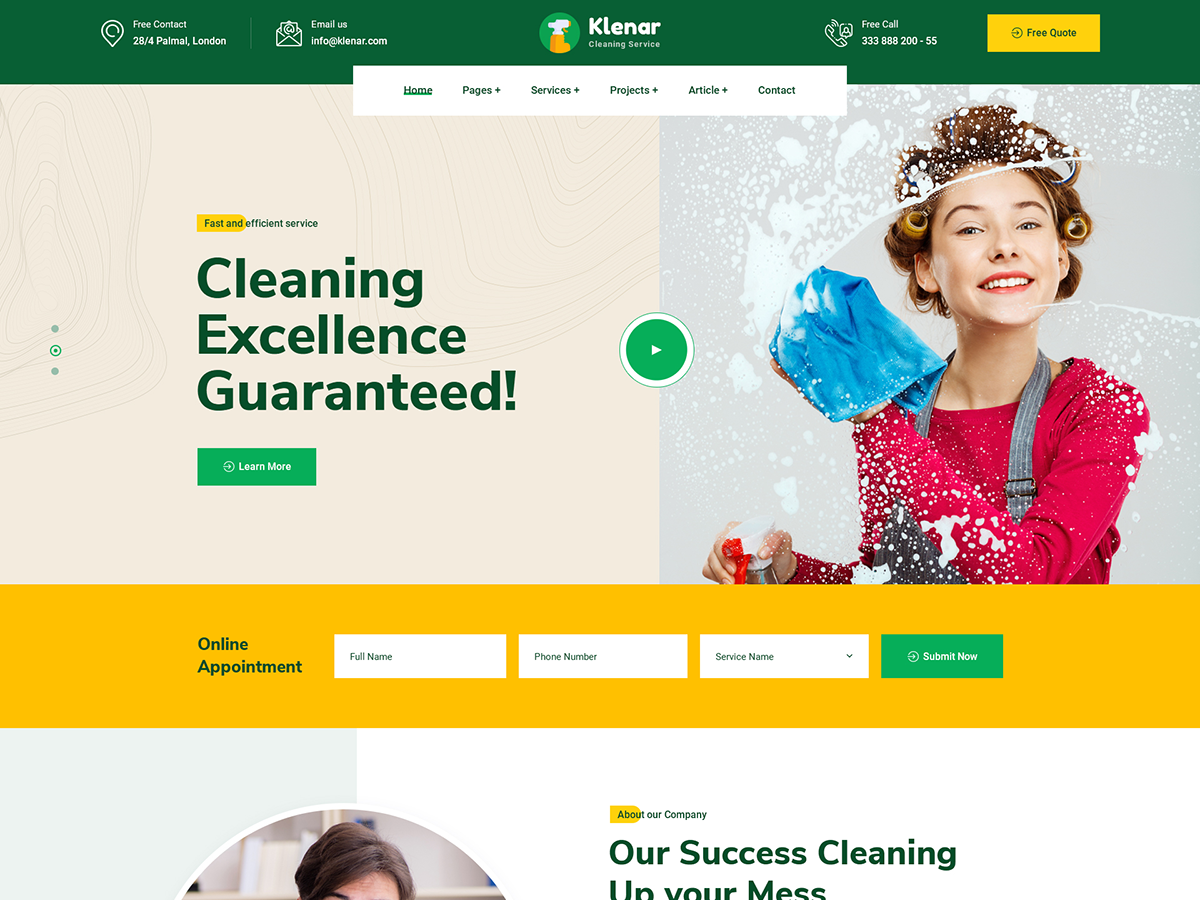 Free Contact
28/4 Palmal, London
Email us
info@klenar.com
Klenar
Cleaning Service
Free Call
333 888 200 - 55
Free Quote
Home
Pages +
Services +
Projects +
Article +
Contact
Fast and efficient service
Cleaning
Excellence
Guaranteed!
Learn More
Online
Appointment
Full Name
Phone Number
Service Name
Submit Now
About our Company
Our Success Cleaning
Up your Mess